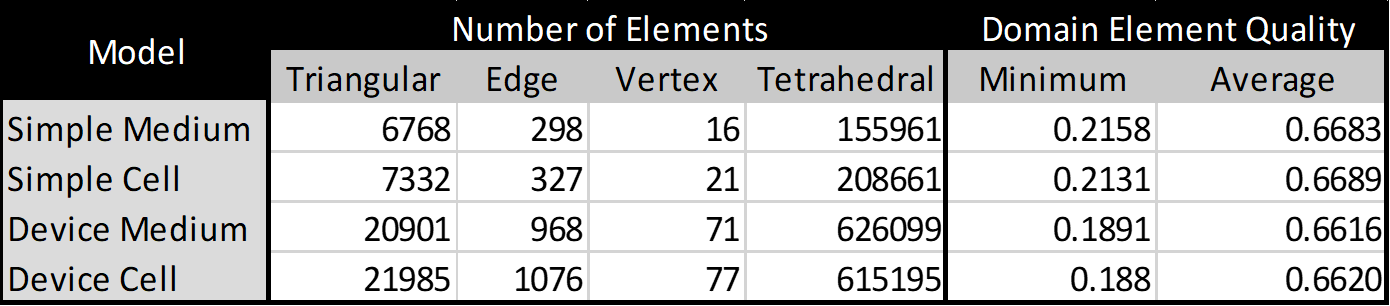 Model Number of Elements Domain Element Quality
Triangular Edge Vertex Tetrahedral Minimum Average
Simple Medium 6768 298 16 155961 0.2158 0.6683
Simple Cell 7332 327 21 208661 0.2131 0.6689
Device Medium 20901 968 71 626099 0.1891 0.6616
Device Cell 21985 1076 77 615195 0.188 0.6620